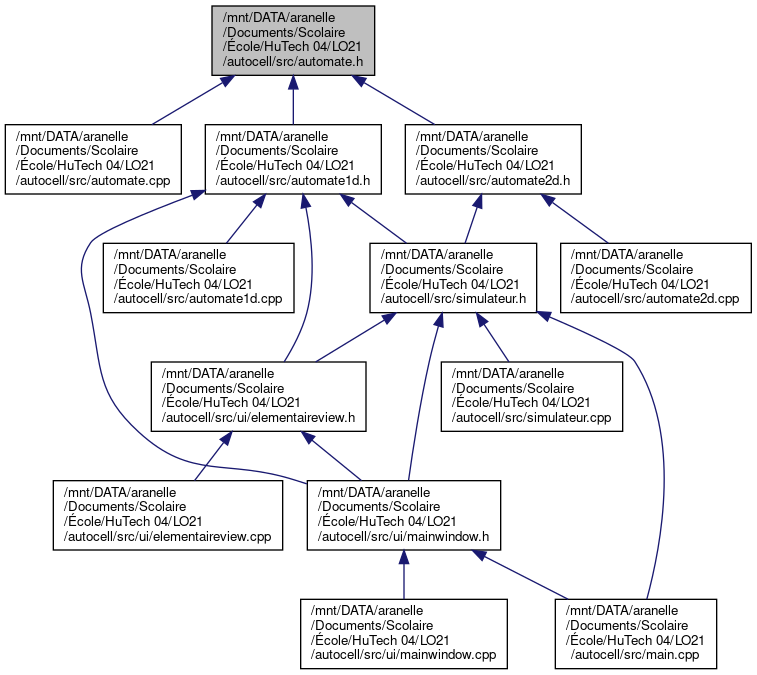 /mnt/DATA/aranelle
/Documents/Scolaire
/École/HuTech 04/LO21
/autocell/src/automate.h
/mnt/DATA/aranelle
/Documents/Scolaire
/École/HuTech 04/LO21
/autocell/src/automate.cpp
/mnt/DATA/aranelle
/Documents/Scolaire
/École/HuTech 04/LO21
/autocell/src/automate1d.h
/mnt/DATA/aranelle
/Documents/Scolaire
/École/HuTech 04/LO21
/autocell/src/automate2d.h
/mnt/DATA/aranelle
/Documents/Scolaire
/École/HuTech 04/LO21
/autocell/src/automate1d.cpp
/mnt/DATA/aranelle
/Documents/Scolaire
/École/HuTech 04/LO21
/autocell/src/simulateur.h
/mnt/DATA/aranelle
/Documents/Scolaire
/École/HuTech 04/LO21
/autocell/src/automate2d.cpp
/mnt/DATA/aranelle
/Documents/Scolaire
/École/HuTech 04/LO21
/autocell/src/ui/elementaireview.h
/mnt/DATA/aranelle
/Documents/Scolaire
/École/HuTech 04/LO21
/autocell/src/simulateur.cpp
/mnt/DATA/aranelle
/Documents/Scolaire
/École/HuTech 04/LO21
/autocell/src/ui/elementaireview.cpp
/mnt/DATA/aranelle
/Documents/Scolaire
/École/HuTech 04/LO21
/autocell/src/ui/mainwindow.h
/mnt/DATA/aranelle
/Documents/Scolaire
/École/HuTech 04/LO21
/autocell/src/ui/mainwindow.cpp
/mnt/DATA/aranelle
/Documents/Scolaire
/École/HuTech 04/LO21
/autocell/src/main.cpp